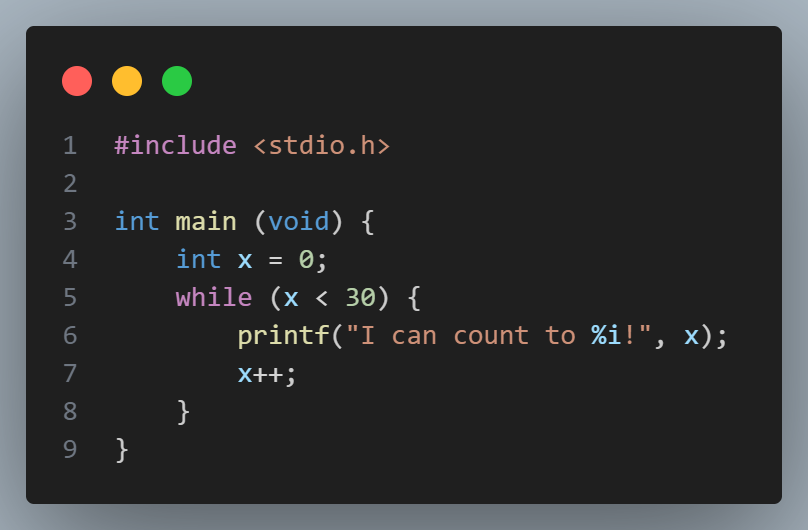 1 #include <stdio.h>
2
3 int main (void) {
4     int x = 0;
5     while (x < 30) {
6         printf("I can count to %i!", x);
7         x++;
8     }
9 }